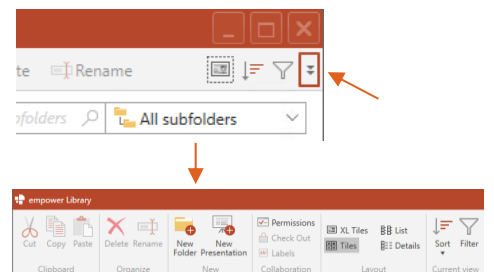 te Rename
bfolders All subfolders
empower Library
Cut Copy Paste Delete Rename New Folder New Presentation Permissions Check Out Labels XL Tiles Tiles List Details Sort Filter
Clipboard Organize New Collaboration Layout Current view